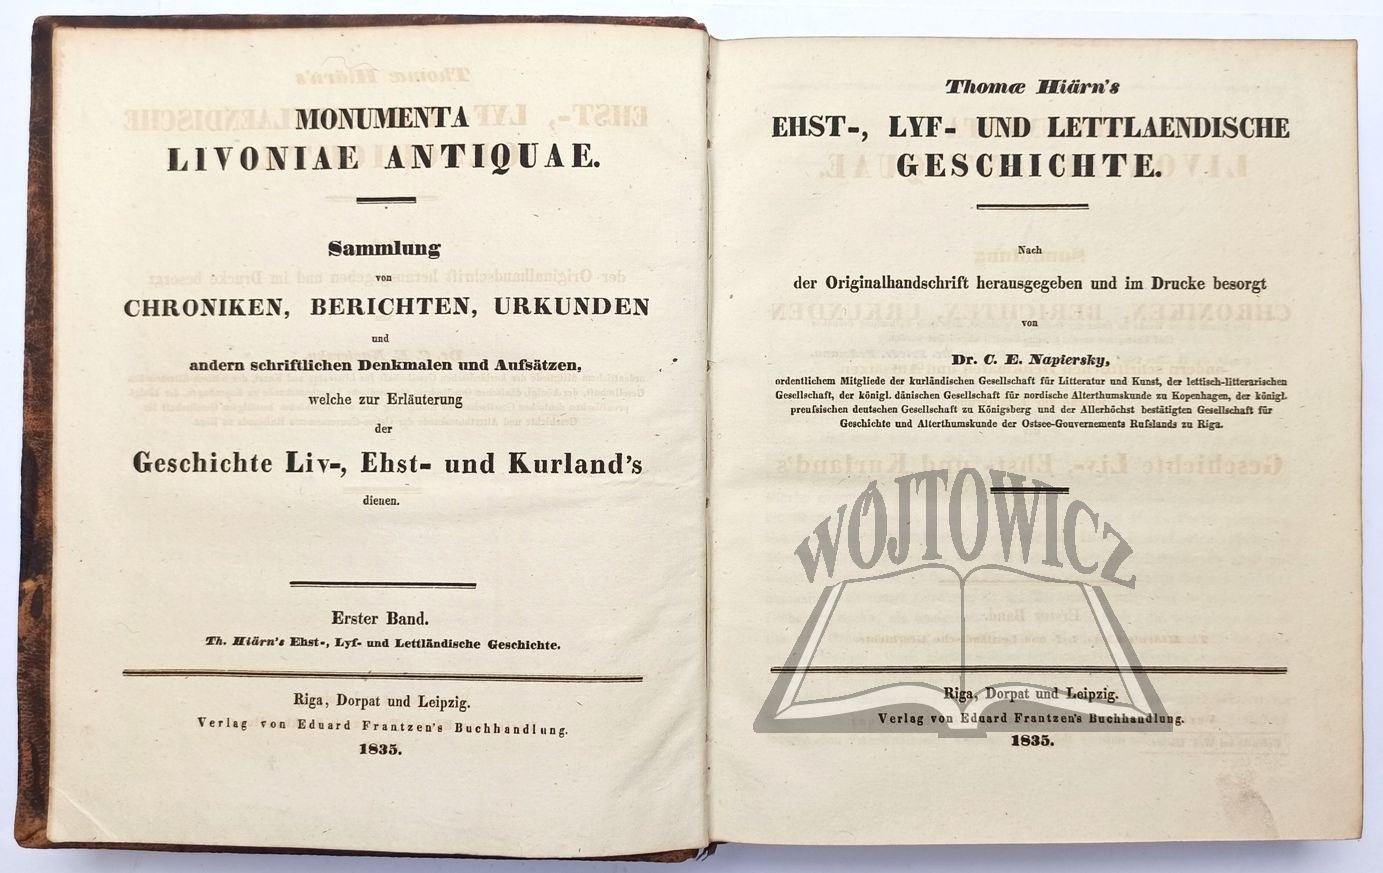 MONUMENTA
LIVONIAE ANTIQUAE.
Sammlung
von
CHRONIKEN, BERICHTEN, URKUNDEN
und
andern schriftlichen Denkmalen und Aufsätzen,
welche zur Erläuterung
der
Geschichte Liv-, Ehst- und Kurland's
dienen.
Erster Band.
Th. Hiärn's Ehst-, Lyf- und Lettländische Geschichte.
Riga, Dorpat und Leipzig.
Verlag von Eduard Frantzen's Buchhandlung.
1835.
Thomæ Hiärn's
EHST-, LYF- UND LETTLAENDISCHE
GESCHICHTE.
Nach
der Originalhandschrift herausgegeben und im Drucke besorgt
von
Dr. C. E. Napiersky,
ordentlichem Mitgliede der kurländischen Gesellschaft für Litteratur und Kunst, der lettisch-litterarischen
Gesellschaft, der königl. dänischen Gesellschaft für nordische Alterthumskunde zu Kopenhagen, der königl.
preufsischen deutschen Gesellschaft zu Königsberg und der Allerhöchst bestätigten Gesellschaft für
Geschichte und Alterthumskunde der Ostsee-Gouvernements Rufslands zu Riga.
WÓJTOWICZ
Riga, Dorpat und Leipzig.
Verlag von Eduard Frantzen's Buchhandlung.
1835.